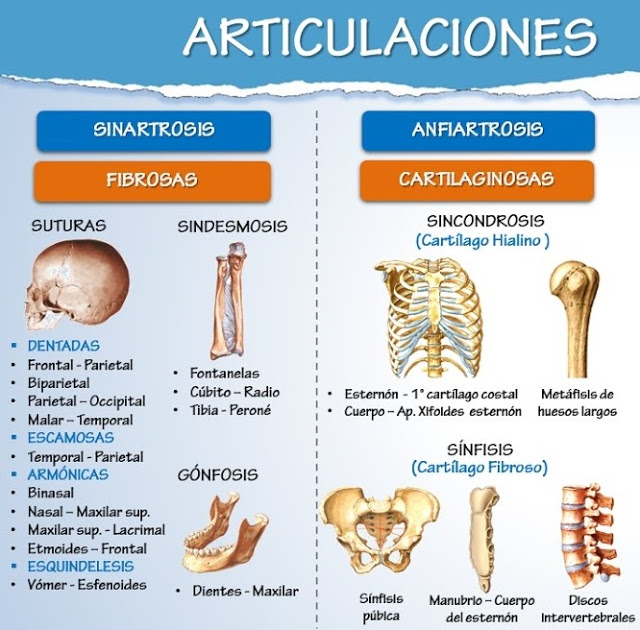 ARTICULACIONES
SINARTROSIS
FIBROSAS
SUTURAS
▪ DENTADAS
• Frontal - Parietal
• Biparietal
• Parietal – Occipital
• Malar – Temporal
▪ ESCAMOSAS
• Temporal - Parietal
▪ ARMÓNICAS
• Binasal
• Nasal – Maxilar sup.
• Maxilar sup. - Lacrimal
• Etmoides – Frontal
▪ ESQUINDELESIS
• Vómer - Esfenoides
SINDESMOSIS
• Fontanelas
• Cúbito – Radio
• Tibia - Peroné
GÓNFOSIS
• Dientes - Maxilar
ANFIARTROSIS
CARTILAGINOSAS
SINCONDROSIS
(Cartílago Hialino )
• Esternón - 1° cartílago costal
• Cuerpo – Ap. Xifoldes esternón
Metáfisis de
huesos largos
SÍNFISIS
(Cartílago Fibroso)
Sínfisis
púbica
Manubrio – Cuerpo
del esternón
Discos
Intervertebrales